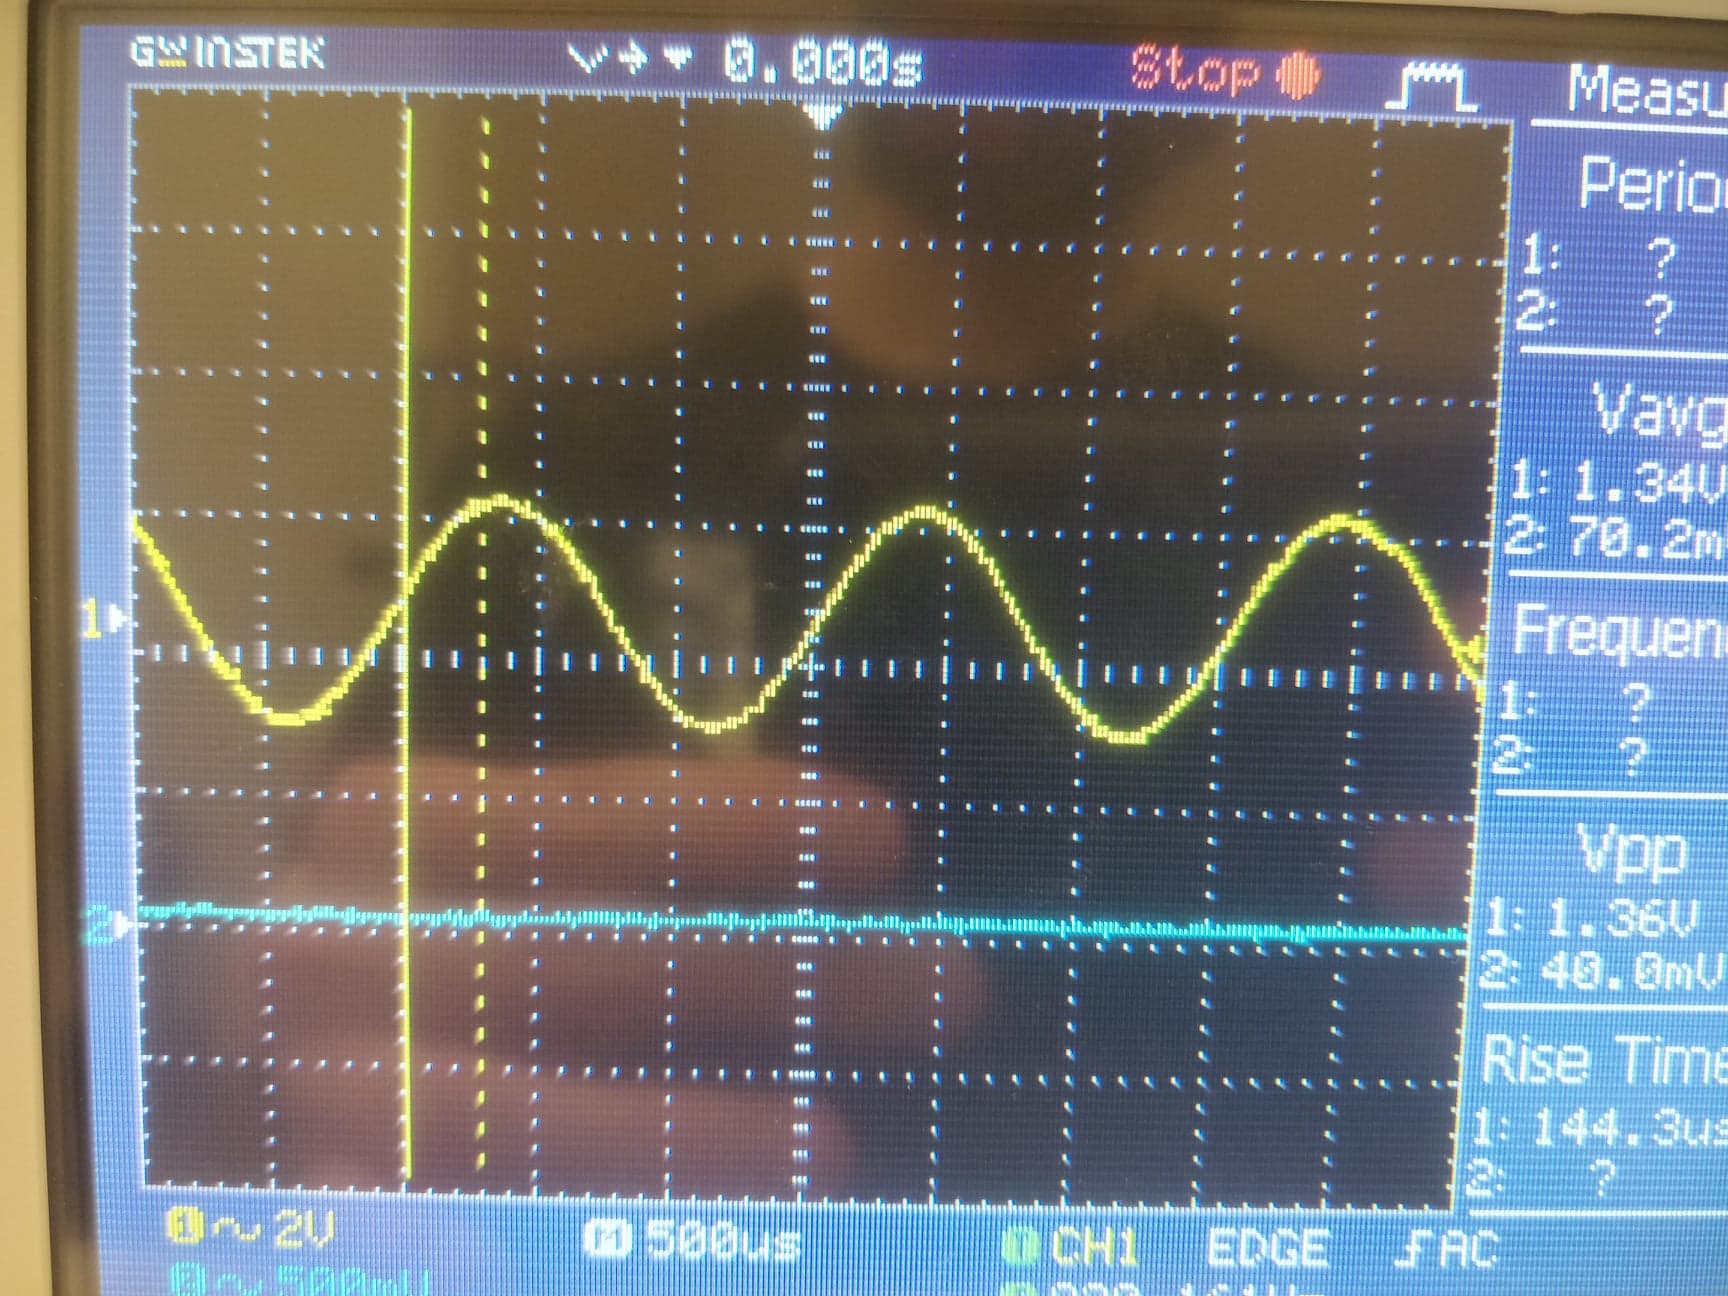 GW INSTEK 0.000s Stop
Measu
Perio
1: ?
2: ?
Vavg
1: 1.34V
2: 70.2m
Frequen
1: ?
2: ?
Vpp
1: 1.36V
2: 40.0mV
Rise Time
1: 144.3us
2: ?
1
2
1 ~ 2V M 500us CH1 EDGE AC
2 ~ 500mV